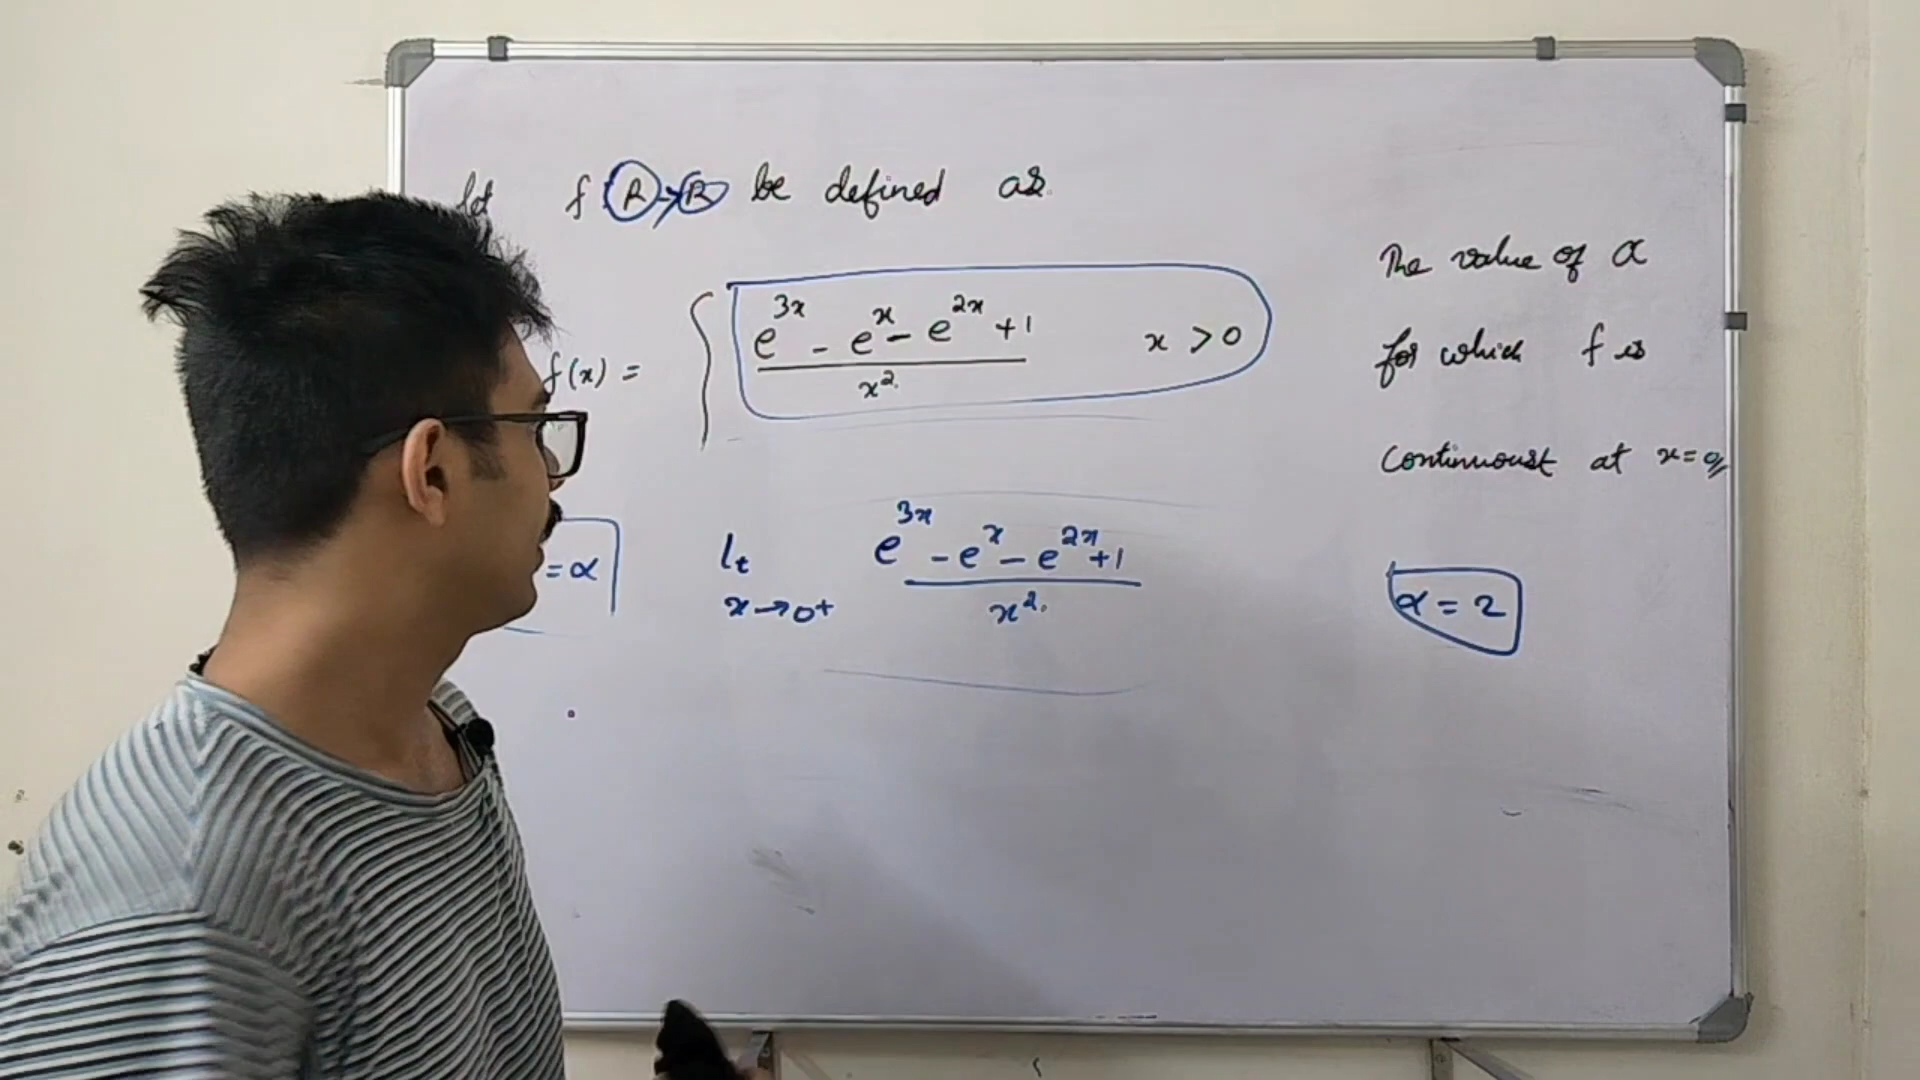 let f: R→R be defined as
f(x) = { (e^{3x} - e^x - e^{2x} + 1) / x² x > 0
The value of α
for which f is
continuoust at x=0
= α
lt x→0+ (e^{3x} - e^x - e^{2x} + 1) / x²
α = 2